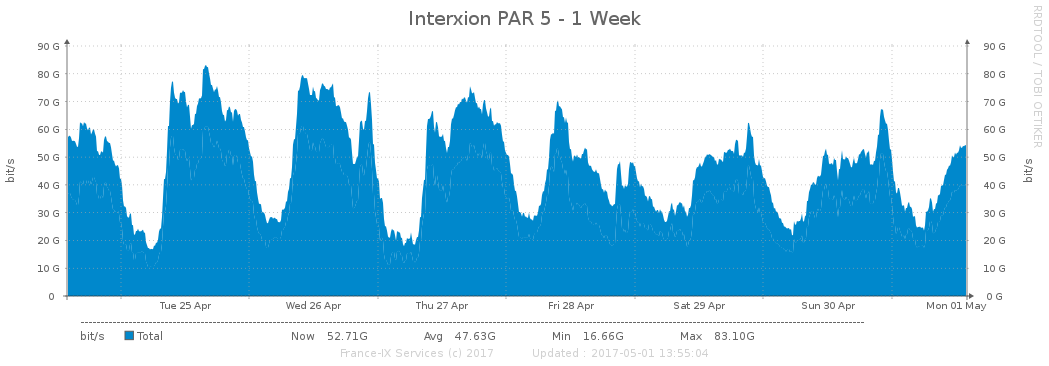 Interxion PAR 5 - 1 Week
RRDTOOL / TOBI OETIKER
90 G 90 G
80 G 80 G
70 G 70 G
60 G 60 G
50 G 50 G
40 G 40 G
30 G 30 G
20 G 20 G
10 G 10 G
0 0 G
bit/s
bit/s
Tue 25 Apr Wed 26 Apr Thu 27 Apr Fri 28 Apr Sat 29 Apr Sun 30 Apr Mon 01 May
bit/s Total Now 52.71G Avg 47.63G Min 16.66G Max 83.10G
France-IX Services (c) 2017 Updated : 2017-05-01 13:55:04